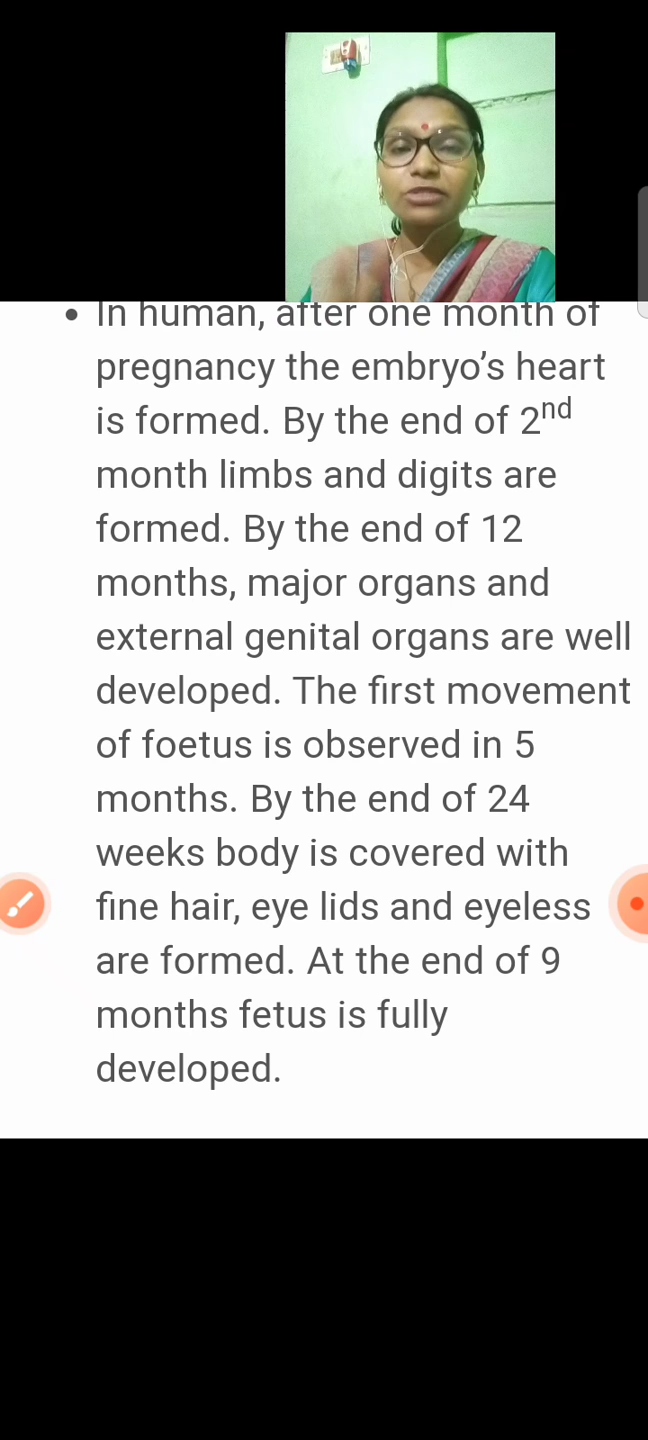 • In human, after one month of
pregnancy the embryo’s heart
is formed. By the end of 2nd
month limbs and digits are
formed. By the end of 12
months, major organs and
external genital organs are well
developed. The first movement
of foetus is observed in 5
months. By the end of 24
weeks body is covered with
fine hair, eye lids and eyeless
are formed. At the end of 9
months fetus is fully
developed.